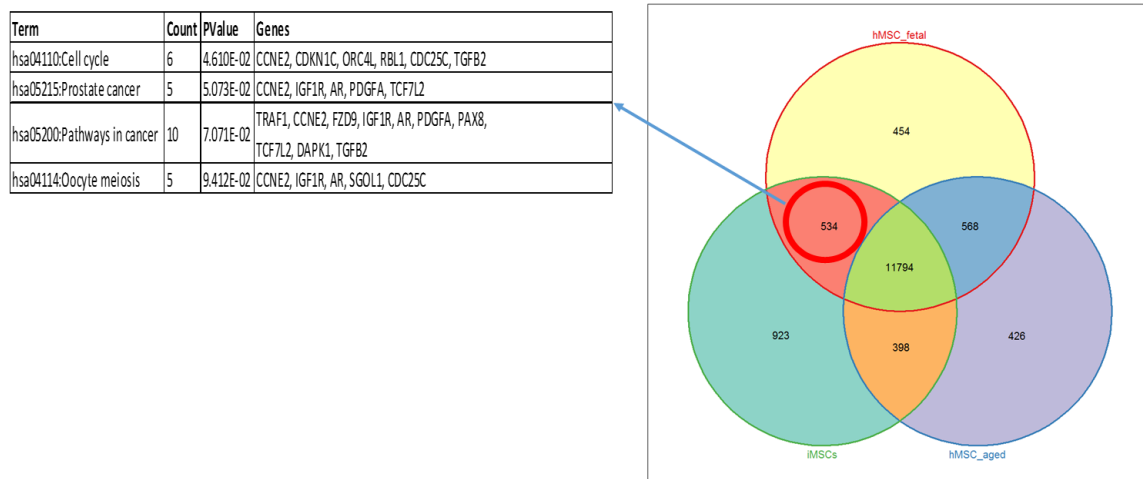 Term Count PValue Genes
hsa04110:Cell cycle 6 4.610E-02 CCNE2, CDKN1C, ORC4L, RBL1, CDC25C, TGFB2
hsa05215:Prostate cancer 5 5.073E-02 CCNE2, IGF1R, AR, PDGFA, TCF7L2
hsa05200:Pathways in cancer 10 7.071E-02 TRAF1, CCNE2, FZD9, IGF1R, AR, PDGFA, PAX8,
TCF7L2, DAPK1, TGFB2
hsa04114:Oocyte meiosis 5 9.412E-02 CCNE2, IGF1R, AR, SGOL1, CDC25C
hMSC_fetal
454
534
568
11794
923
398
426
iMSCs
hMSC_aged